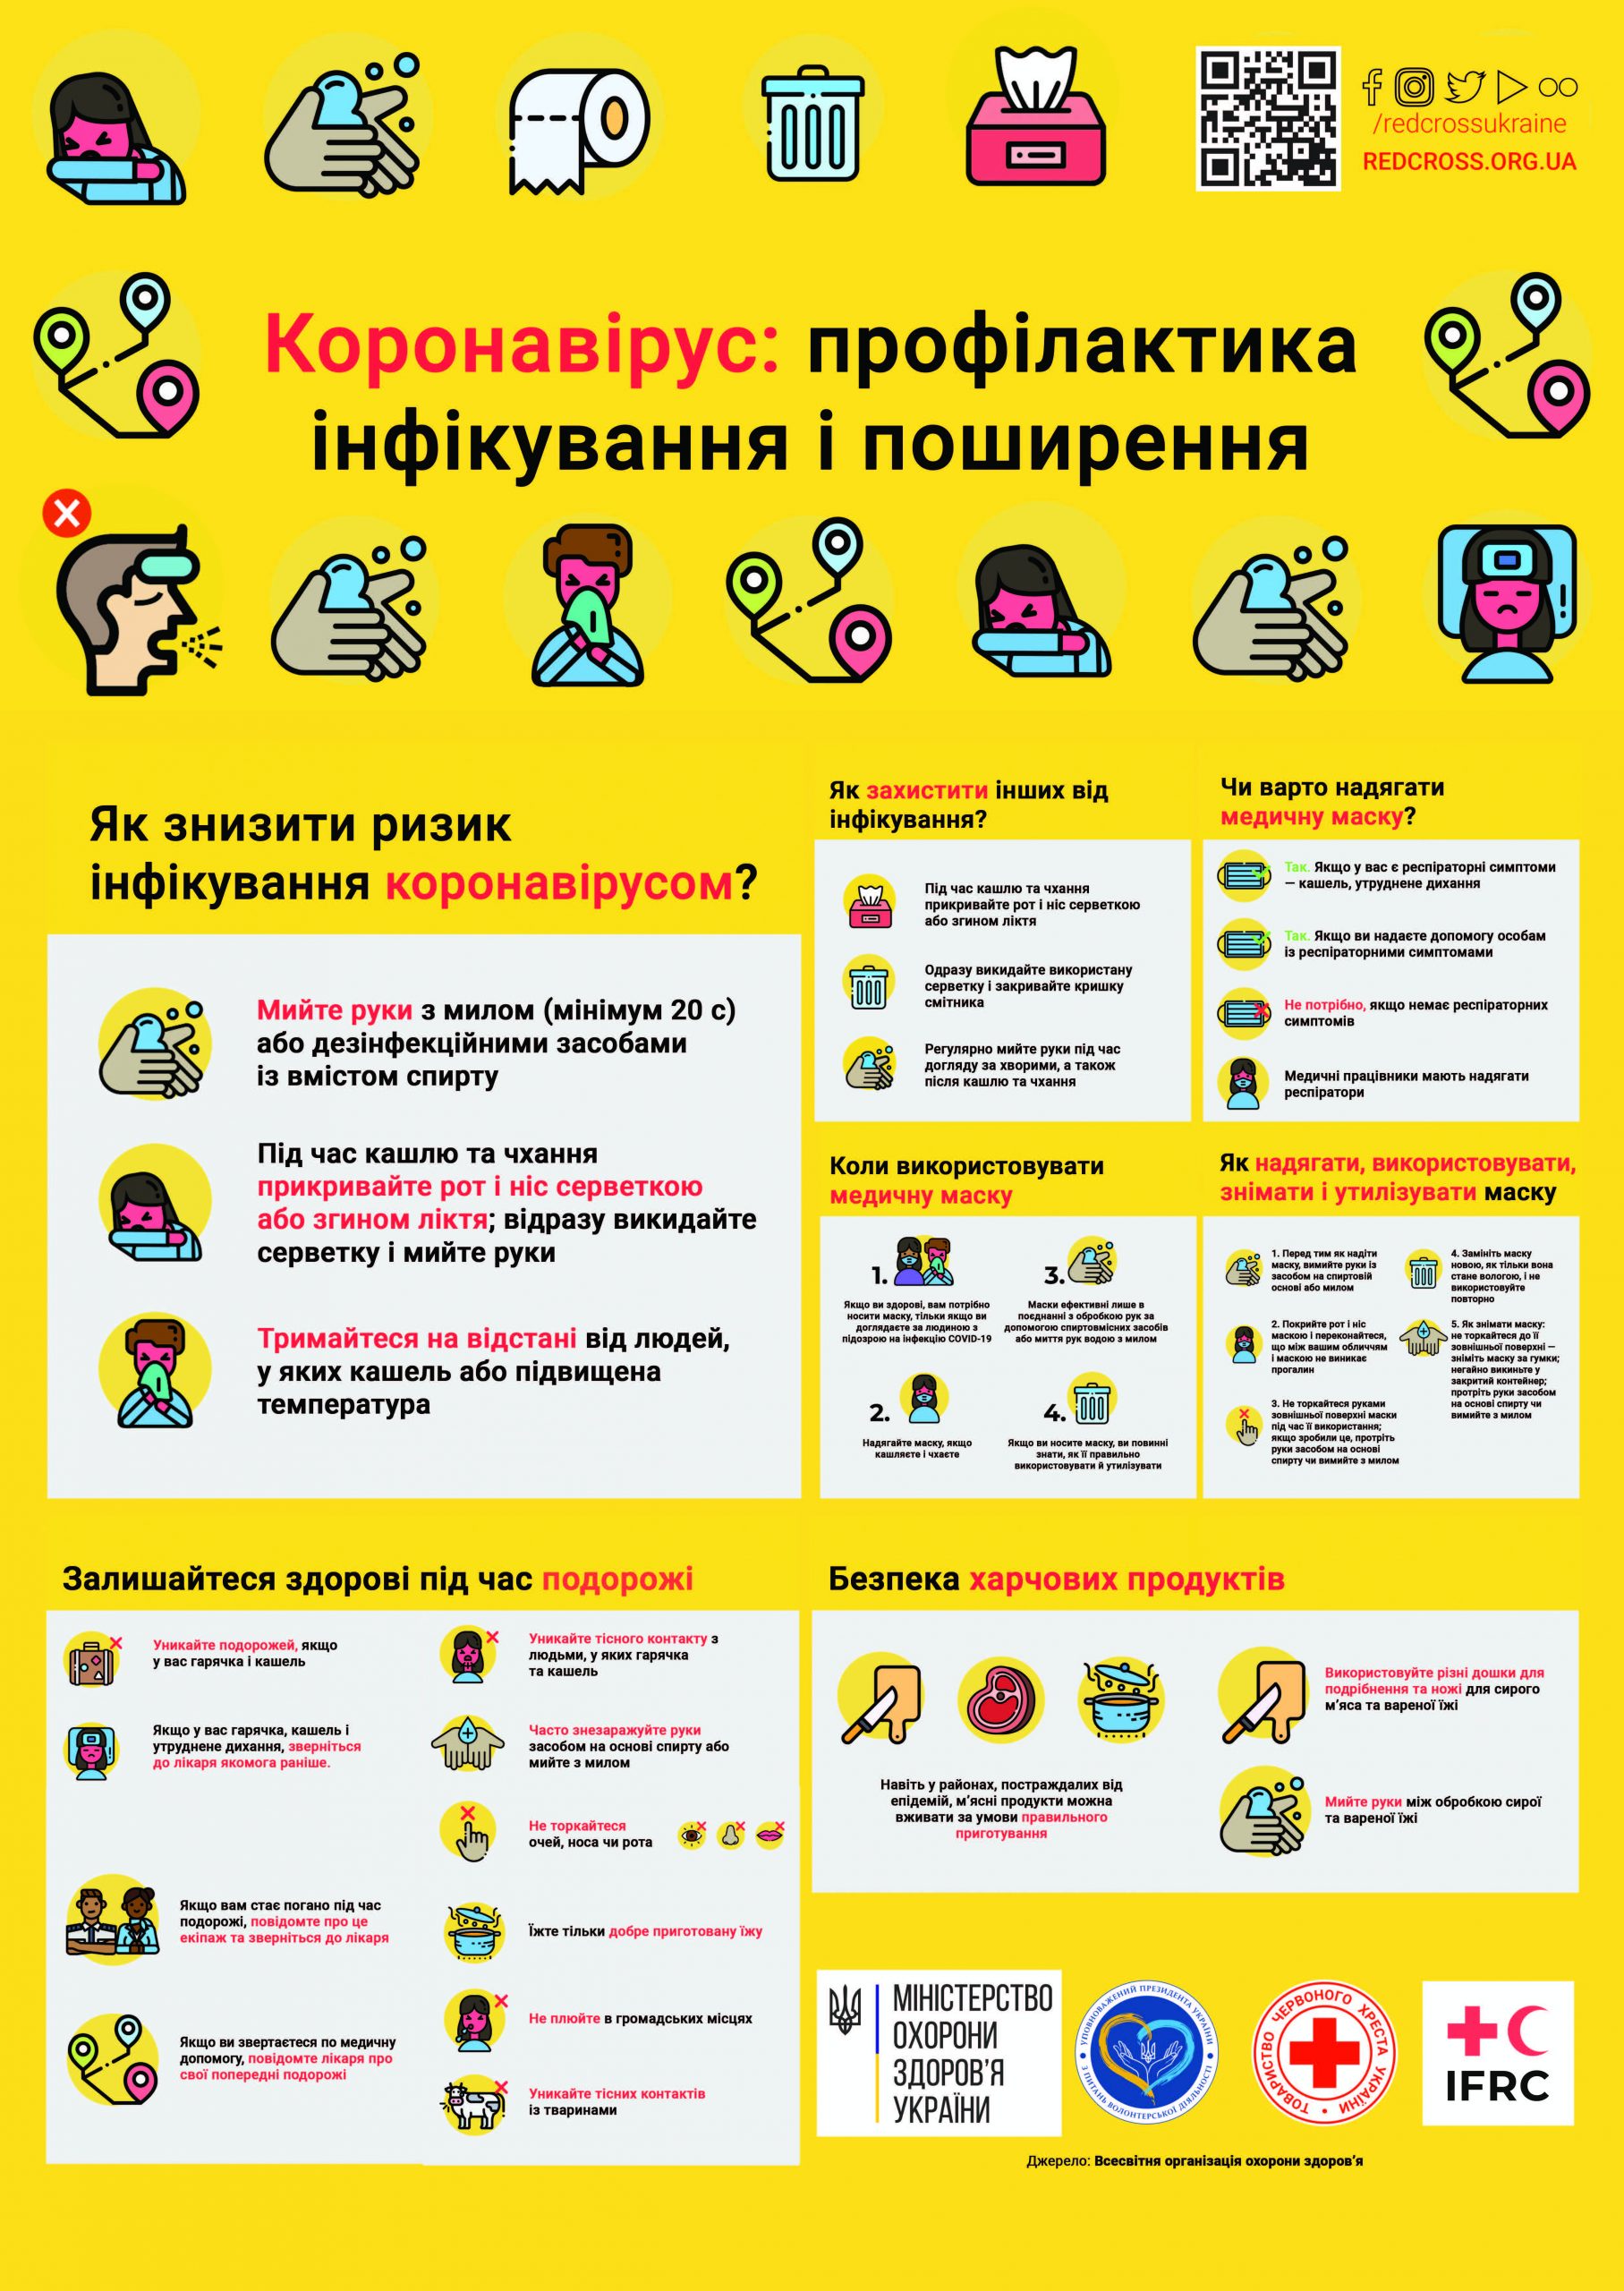 /redcrossukraine
REDCROSS.ORG.UA
Коронавірус: профілактика
інфікування і поширення
Як знизити ризик
інфікування коронавірусом?
Мийте руки з милом (мінімум 20 с)
або дезінфекційними засобами
із вмістом спирту
Під час кашлю та чхання
прикривайте рот і ніс серветкою
або згином ліктя; відразу викидайте
серветку і мийте руки
Тримайтеся на відстані від людей,
у яких кашель або підвищена
температура
Як захистити інших від
інфікування?
Під час кашлю та чхання
прикривайте рот і ніс серветкою
або згином ліктя
Одразу викидайте використану
серветку і закривайте кришку
смітника
Регулярно мийте руки під час
догляду за хворими, а також
після кашлю та чхання
Чи варто надягати
медичну маску?
Так. Якщо у вас є респіраторні симптоми
— кашель, утруднене дихання
Так. Якщо ви надаєте допомогу особам
із респіраторними симптомами
Не потрібно, якщо немає респіраторних
симптомів
Медичні працівники мають надягати
респіратори
Коли використовувати
медичну маску
1.
Якщо ви здорові, вам потрібно
носити маску, тільки якщо ви
доглядаєте за людиною з
підозрою на інфекцію COVID-19
2.
Надягайте маску, якщо
кашляєте і чхаєте
3.
Маски ефективні лише в
поєднанні з обробкою рук за
допомогою спиртовмісних засобів
або миття рук водою з милом
4.
Якщо ви носите маску, ви повинні
знати, як її правильно
використовувати й утилізувати
Як надягати, використовувати,
знімати і утилізувати маску
1. Перед тим як надіти
маску, вимийте руки із
засобом на спиртовій
основі або милом
2. Покрийте рот і ніс
маскою і переконайтеся,
що між вашим обличчям
і маскою не виникає
прогалин
3. Не торкайтеся руками
зовнішньої поверхні маски
під час її використання;
якщо зробили це, протріть
руки засобом на основі
спирту чи вимийте з милом
4. Замініть маску
новою, як тільки вона
стане вологою, і не
використовуйте
повторно
5. Як знімати маску:
не торкайтеся до її
зовнішньої поверхні —
зніміть маску за гумки;
негайно викиньте у
закритий контейнер;
протріть руки засобом
на основі спирту чи
вимийте з милом
Залишайтеся здорові під час подорожі
Уникайте подорожей, якщо
у вас гарячка і кашель
Якщо у вас гарячка, кашель і
утруднене дихання, зверніться
до лікаря якомога раніше.
Якщо вам стає погано під час
подорожі, повідомте про це
екіпаж та зверніться до лікаря
Якщо ви звертаєтеся по медичну
допомогу, повідомте лікаря про
свої попередні подорожі
Уникайте тісного контакту з
людьми, у яких гарячка
та кашель
Часто знезаражуйте руки
засобом на основі спирту або
мийте з милом
Не торкайтеся
очей, носа чи рота
Їжте тільки добре приготовану їжу
Не плюйте в громадських місцях
Уникайте тісних контактів
із тваринами
Безпека харчових продуктів
Навіть у районах, постраждалих від
епідемій, м’ясні продукти можна
вживати за умови правильного
приготування
Використовуйте різні дошки для
подрібнення та ножі для сирого
м’яса та вареної їжі
Мийте руки між обробкою сирої
та вареної їжі
МІНІСТЕРСТВО
ОХОРОНИ
ЗДОРОВ’Я
УКРАЇНИ
УПОВНОВАЖЕНИЙ ПРЕЗИДЕНТА УКРАЇНИ
З ПИТАНЬ ВОЛОНТЕРСЬКОЇ ДІЯЛЬНОСТІ
ТОВАРИСТВО ЧЕРВОНОГО ХРЕСТА УКРАЇНИ
IFRC
Джерело: Всесвітня організація охорони здоров’я